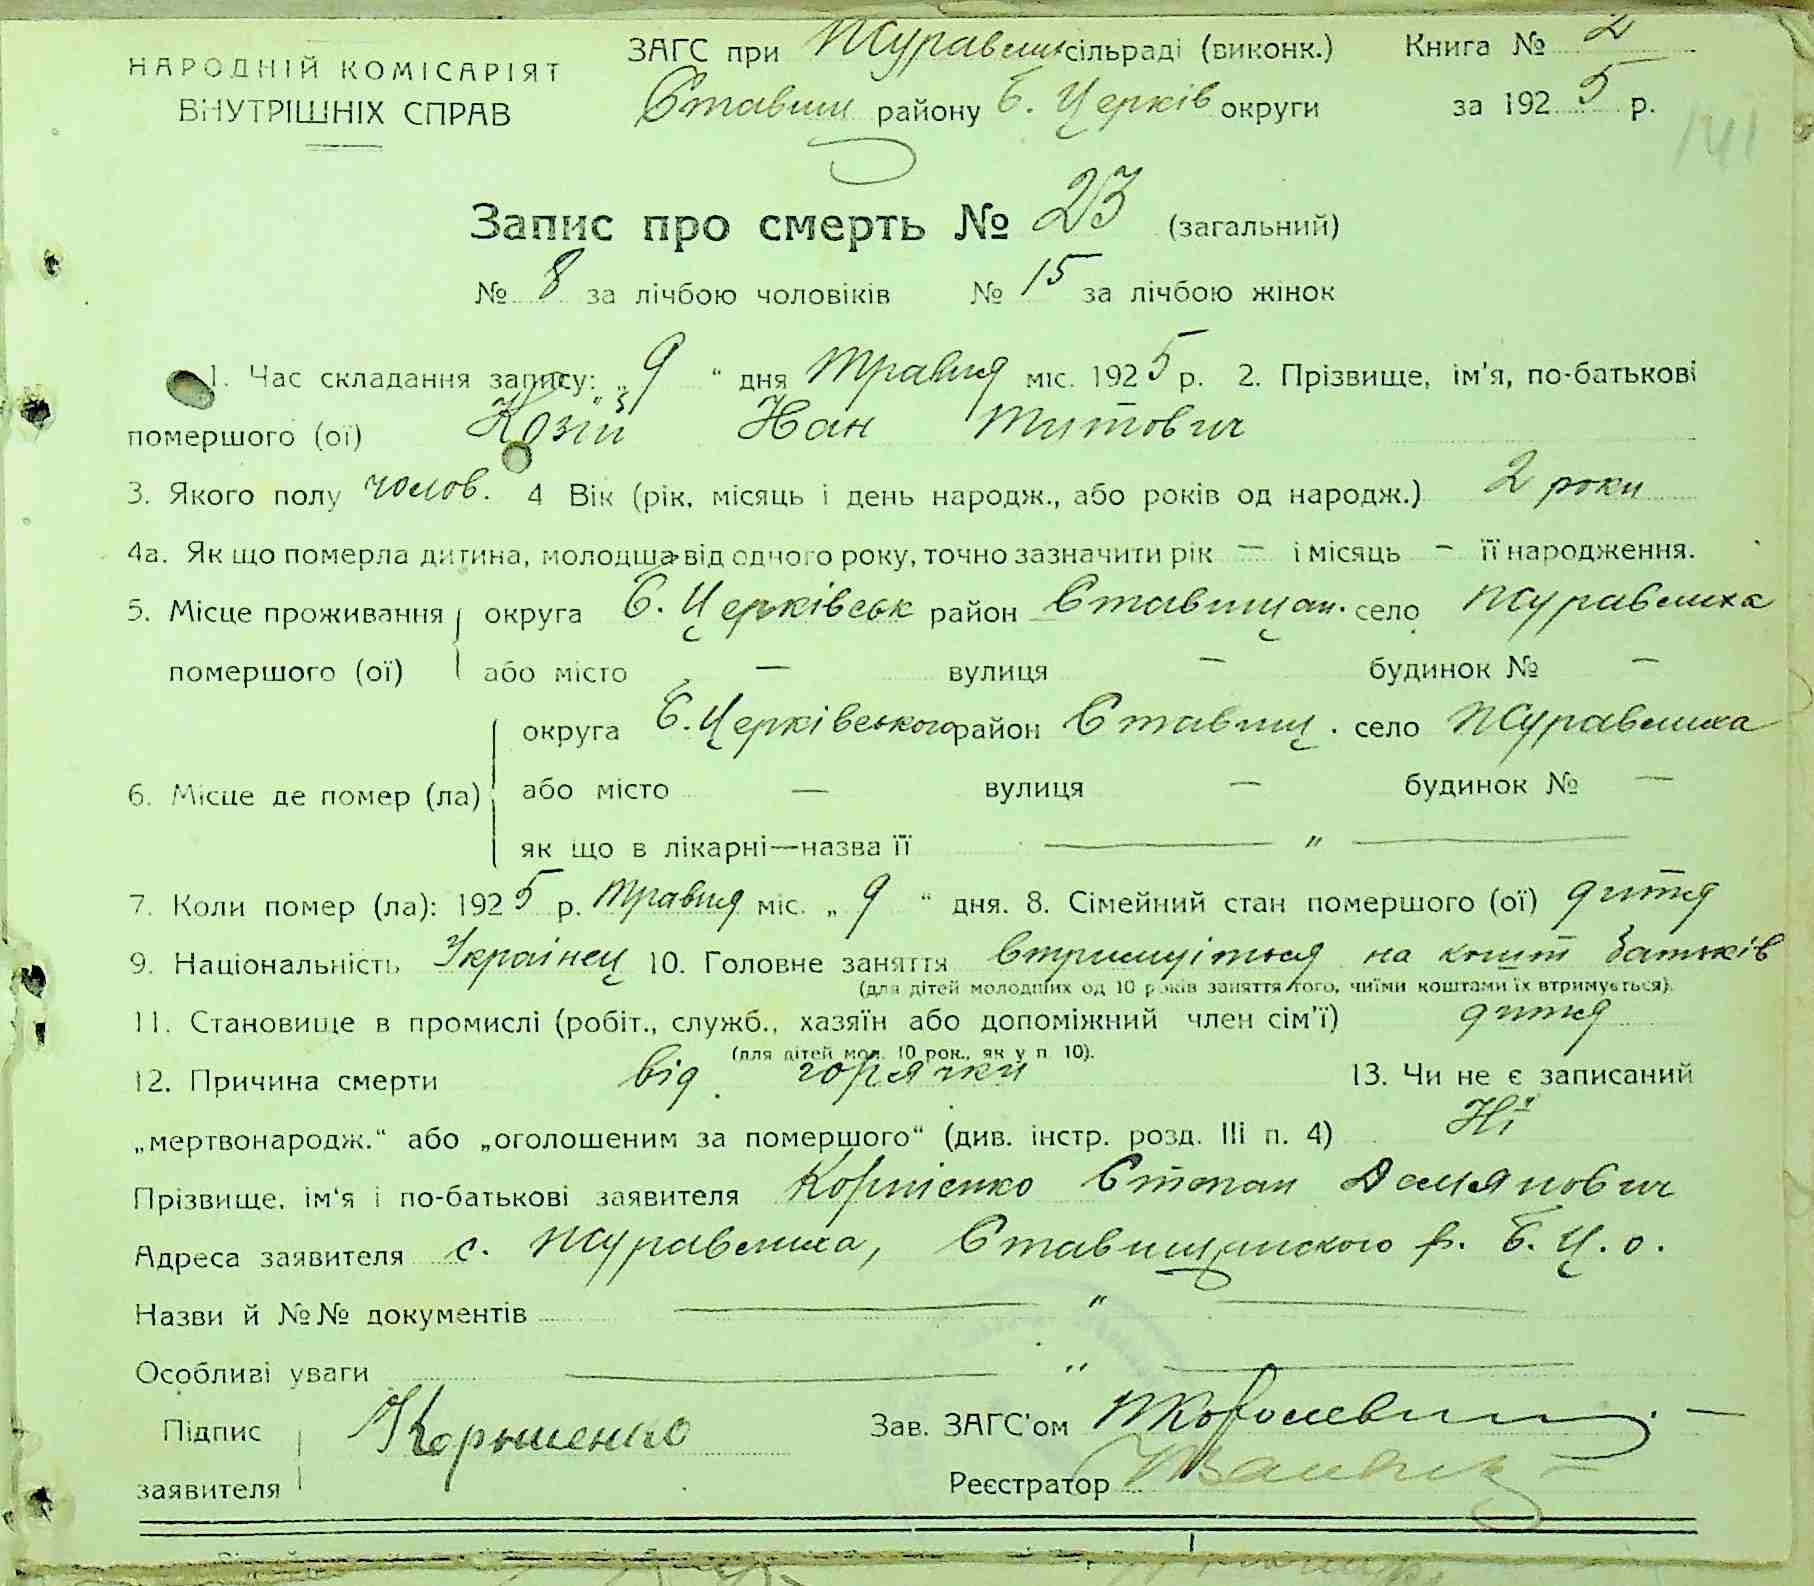 НАРОДНІЙ КОМІСАРІЯТ
ВНУТРІШНІХ СПРАВ
ЗАГС при Журавлисільраді (виконк.) Книга № 2
Ставищ району Б. Церків округи за 1925 р.
141
Запис про смерть № 23 (загальний)
№ 8 за лічбою чоловіків № 15 за лічбою жінок
1. Час складання запису: „9“ дня Травня міс. 1925 р. 2. Прізвище, ім'я, по-батькові
помершого (ої) Козій Титович
3. Якого полу чолов. 4 Вік (рік, місяць і день народж., або років од народж.) 2 роки
4а. Як що померла дитина, молодша від одного року, точно зазначити рік — і місяць — її народження.
5. Місце проживання округа Б. Церківськ район Ставищан. село Журавлиха
помершого (ої) або місто — вулиця — будинок № —
округа Б. Церківського район Ставищ. село Журавлиха
6. Місце де помер (ла) або місто — вулиця — будинок № —
як що в лікарні—назва її — „ —
7. Коли помер (ла): 1925 р. Травня міс. „9“ дня. 8. Сімейний стан помершого (ої) дитя
9. Національність Українец 10. Головне заняття втримуіться на кошт батьків
(для дітей молодших од 10 років заняття того, чиїми коштами їх втримується).
11. Становище в промислі (робіт., служб., хазяїн або допоміжний член сім'ї) дитя
(для дітей мол. 10 рок., як у п. 10).
12. Причина смерти від горячки 13. Чи не є записаний
„мертвонародж.“ або „оголошеним за помершого“ (див. інстр. розд. III п. 4) Ні
Прізвище, ім'я і по-батькові заявителя Корнієнко Степан Демянович
Адреса заявителя с. Журавлиха, Ставищанского р. Б. Ц. о.
Назви й №№ документів — „ —
Особливі уваги — „ —
Підпис
заявителя
Зав. ЗАГС'ом
Реєстратор